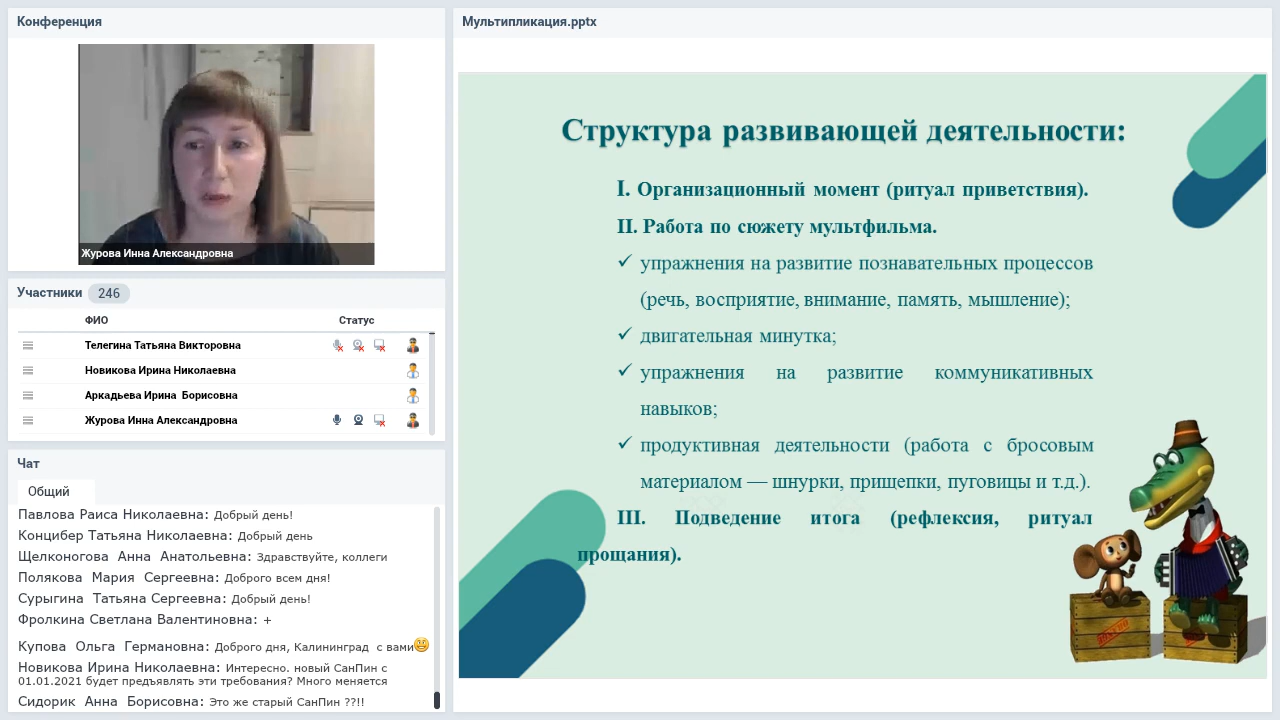 Конференция
Журова Инна Александровна
Участники 246
ФИО Статус
Телегина Татьяна Викторовна
Новикова Ирина Николаевна
Аркадьева Ирина Борисовна
Журова Инна Александровна
Чат
Общий
Павлова Раиса Николаевна: Добрый день!
Концибер Татьяна Николаевна: Добрый день
Щелконогова Анна Анатольевна: Здравствуйте, коллеги
Полякова Мария Сергеевна: Доброго всем дня!
Сурыгина Татьяна Сергеевна: Добрый день!
Фролкина Светлана Валентиновна: +
Купова Ольга Германовна: Доброго дня, Калининград с вами
Новикова Ирина Николаевна: Интересно. новый СанПин с
01.01.2021 будет предъявлять эти требования? Много меняется
Сидорик Анна Борисовна: Это же старый СанПин ??!!
Мультипликация.pptx
Структура развивающей деятельности:
I. Организационный момент (ритуал приветствия).
II. Работа по сюжету мультфильма.
✓ упражнения на развитие познавательных процессов
(речь, восприятие, внимание, память, мышление);
✓ двигательная минутка;
✓ упражнения на развитие коммуникативных
навыков;
✓ продуктивная деятельности (работа с бросовым
материалом — шнурки, прищепки, пуговицы и т.д.).
III. Подведение итога (рефлексия, ритуал
прощания).